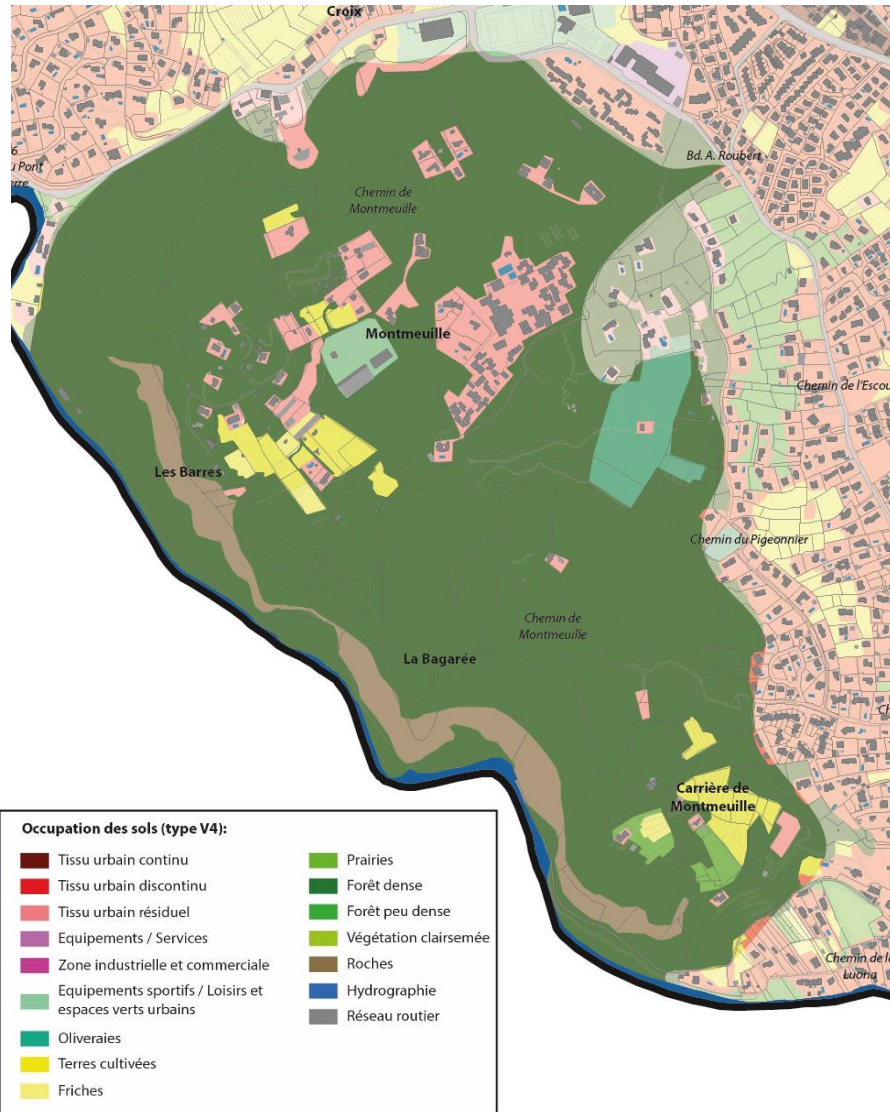 Croix
Bd. A. Roubert
Chemin de
Montmeuille
Montmeuille
Chemin de l'Escou
Les Barres
Chemin du Pigeonnier
Chemin de
Montmeuille
La Bagarée
Carrière de
Montmeuille
Chemin de l
Luona
Occupation des sols (type V4):
Tissu urbain continu
Tissu urbain discontinu
Tissu urbain résiduel
Equipements / Services
Zone industrielle et commerciale
Equipements sportifs / Loisirs et
espaces verts urbains
Oliveraies
Terres cultivées
Friches
Prairies
Forêt dense
Forêt peu dense
Végétation clairsemée
Roches
Hydrographie
Réseau routier